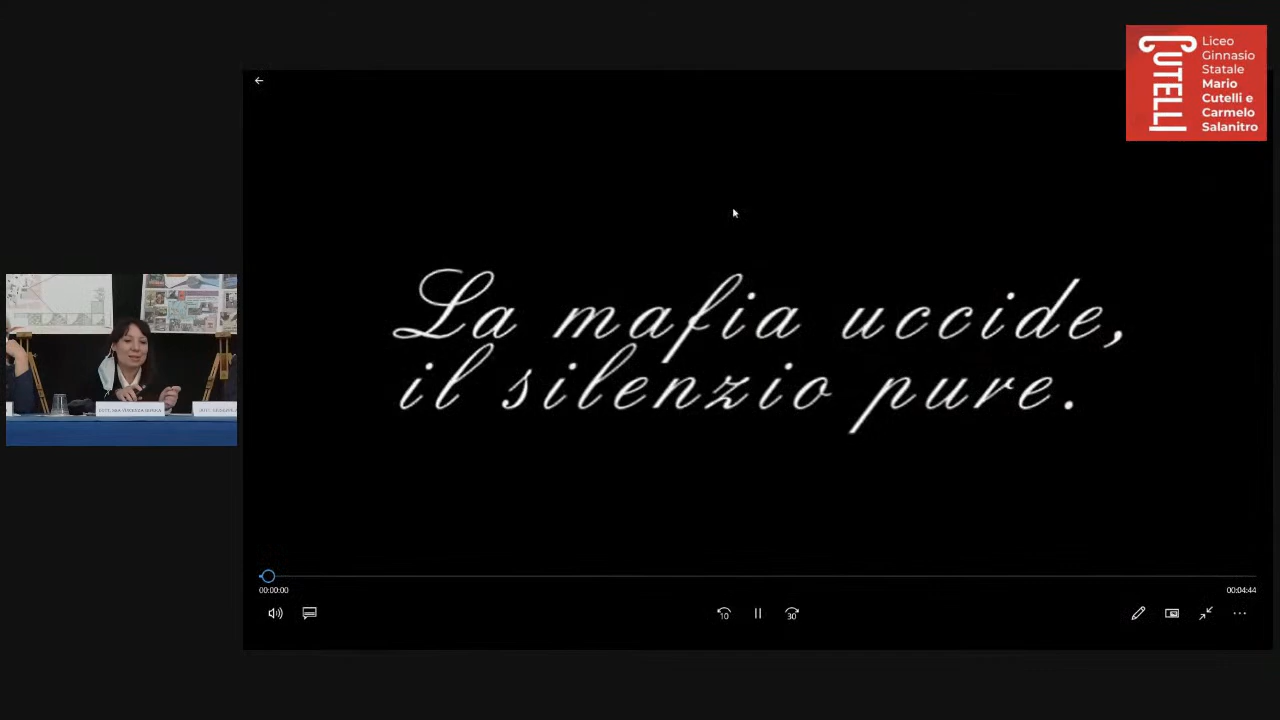 CUTELLI
Liceo
Ginnasio
Statale
Mario
Cutelli e
Carmelo
Salanitro
La mafia uccide,
il silenzio pure.
00:00:00
00:04:44
10
30